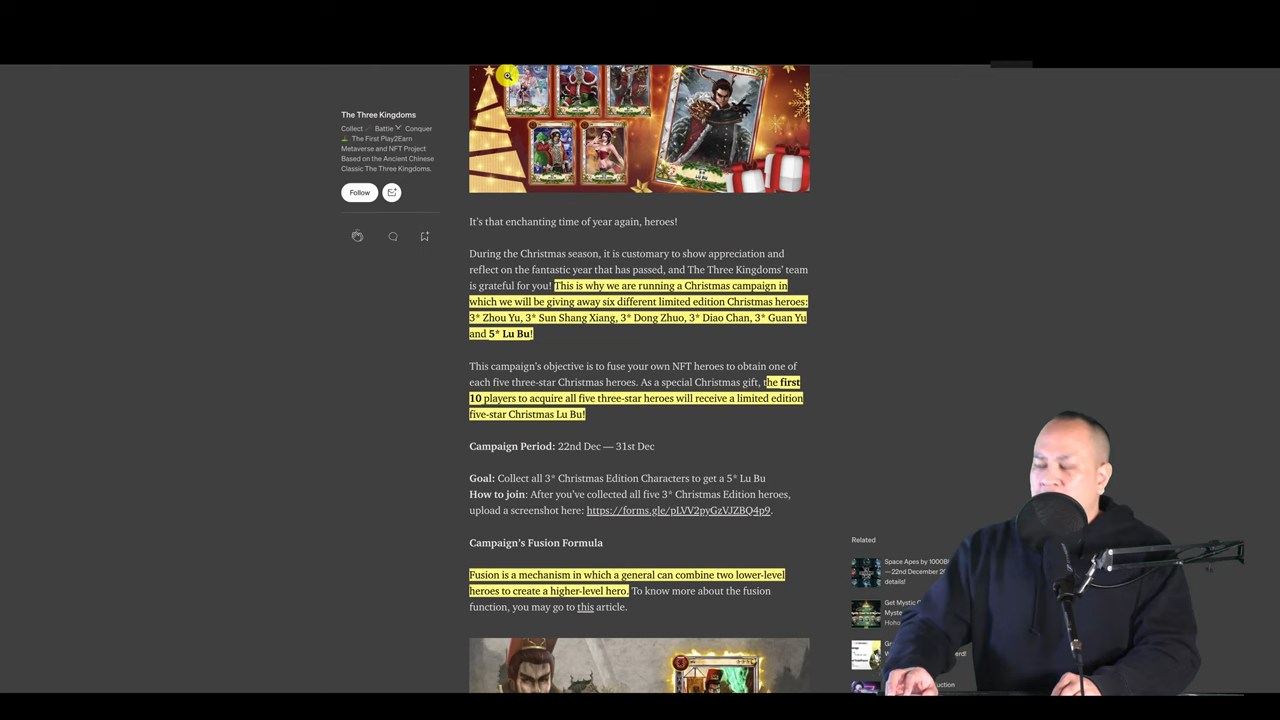 The Three Kingdoms
Collect Battle Conquer
The First Play2Earn
Metaverse and NFT Project
Based on the Ancient Chinese
Classic The Three Kingdoms.
Follow
It's that enchanting time of year again, heroes!
During the Christmas season, it is customary to show appreciation and
reflect on the fantastic year that has passed, and The Three Kingdoms' team
is grateful for you! This is why we are running a Christmas campaign in
which we will be giving away six different limited edition Christmas heroes:
3* Zhou Yu, 3* Sun Shang Xiang, 3* Dong Zhuo, 3* Diao Chan, 3* Guan Yu
and 5* Lu Bu!
This campaign's objective is to fuse your own NFT heroes to obtain one of
each five three-star Christmas heroes. As a special Christmas gift, the first
10 players to acquire all five three-star heroes will receive a limited edition
five-star Christmas Lu Bu!
Campaign Period: 22nd Dec — 31st Dec
Goal: Collect all 3* Christmas Edition Characters to get a 5* Lu Bu
How to join: After you've collected all five 3* Christmas Edition heroes,
upload a screenshot here: https://forms.gle/pLVV2pyGzVJZBQ4p9.
Campaign's Fusion Formula
Fusion is a mechanism in which a general can combine two lower-level
heroes to create a higher-level hero. To know more about the fusion
function, you may go to this article.
Related
Space Apes by
— 22nd December
details!
Get Mystic